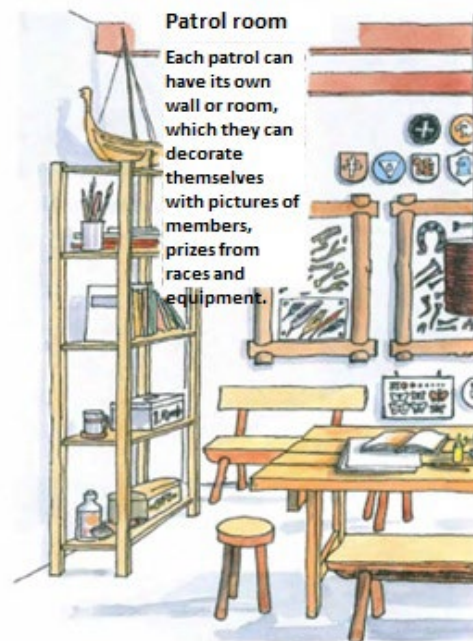 Patrol room
Each patrol can
have its own
wall or room,
which they can
decorate
themselves
with pictures of
members,
prizes from
races and
equipment.